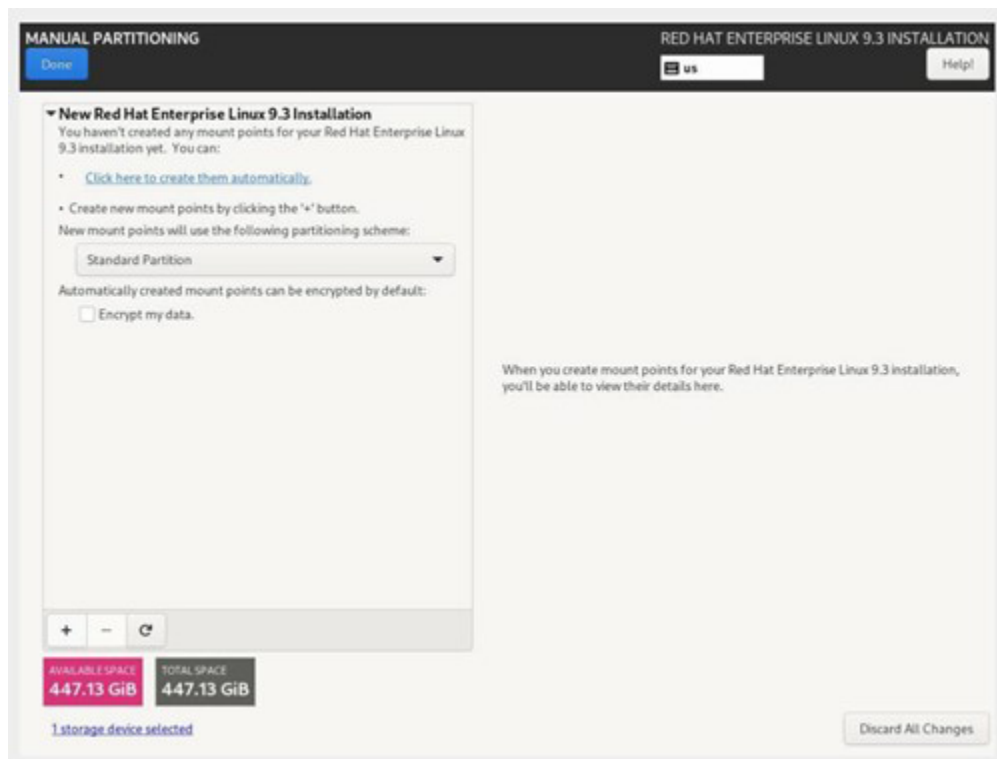 MANUAL PARTITIONING
RED HAT ENTERPRISE LINUX 9.3 INSTALLATION
Done
us
Help!
New Red Hat Enterprise Linux 9.3 Installation
You haven't created any mount points for your Red Hat Enterprise Linux
9.3 installation yet. You can:
• Click here to create them automatically.
• Create new mount points by clicking the '+' button.
New mount points will use the following partitioning scheme:
Standard Partition
Automatically created mount points can be encrypted by default:
Encrypt my data.
When you create mount points for your Red Hat Enterprise Linux 9.3 installation,
you'll be able to view their details here.
+ − 
AVAILABLE SPACE
447.13 GiB
TOTAL SPACE
447.13 GiB
1 storage device selected
Discard All Changes